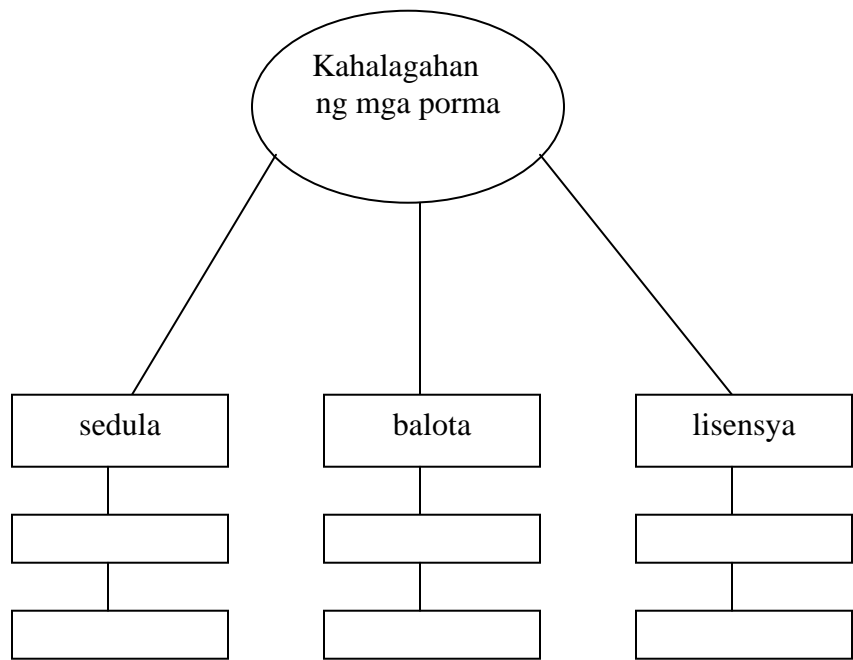 Kahalagahan
ng mga porma
sedula
balota
lisensya